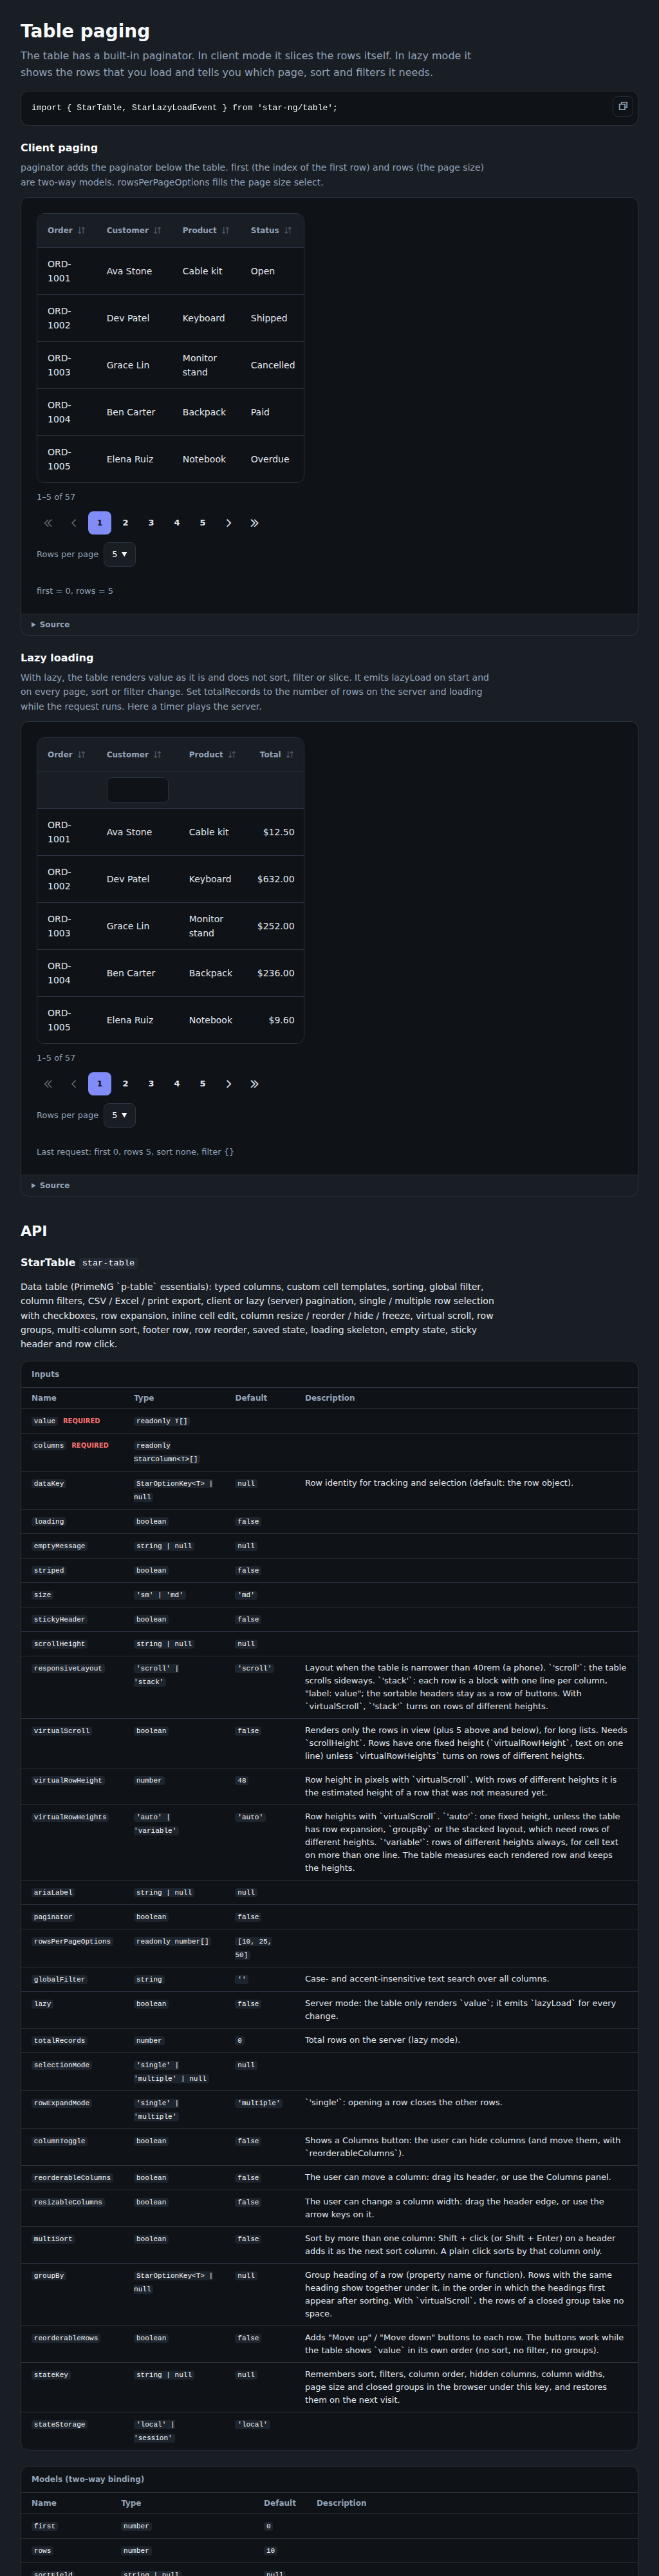 Table paging
The table has a built-in paginator. In client mode it slices the rows itself. In lazy mode it
shows the rows that you load and tells you which page, sort and filters it needs.
import { StarTable, StarLazyLoadEvent } from 'star-ng/table';
Client paging
paginator adds the paginator below the table. first (the index of the first row) and rows (the page size)
are two-way models. rowsPerPageOptions fills the page size select.
Order Customer Product Status
ORD-
1001 Ava Stone Cable kit Open
ORD-
1002 Dev Patel Keyboard Shipped
ORD-
1003 Grace Lin Monitor
stand Cancelled
ORD-
1004 Ben Carter Backpack Paid
ORD-
1005 Elena Ruiz Notebook Overdue
1–5 of 57
1 2 3 4 5
Rows per page 5
first = 0, rows = 5
Source
Lazy loading
With lazy, the table renders value as it is and does not sort, filter or slice. It emits lazyLoad on start and
on every page, sort or filter change. Set totalRecords to the number of rows on the server and loading
while the request runs. Here a timer plays the server.
Order Customer Product Total
ORD-
1001 Ava Stone Cable kit $12.50
ORD-
1002 Dev Patel Keyboard $632.00
ORD-
1003 Grace Lin Monitor
stand $252.00
ORD-
1004 Ben Carter Backpack $236.00
ORD-
1005 Elena Ruiz Notebook $9.60
1–5 of 57
1 2 3 4 5
Rows per page 5
Last request: first 0, rows 5, sort none, filter {}
Source
API
StarTable star-table
Data table (PrimeNG `p-table` essentials): typed columns, custom cell templates, sorting, global filter,
column filters, CSV / Excel / print export, client or lazy (server) pagination, single / multiple row selection
with checkboxes, row expansion, inline cell edit, column resize / reorder / hide / freeze, virtual scroll, row
groups, multi-column sort, footer row, row reorder, saved state, loading skeleton, empty state, sticky
header and row click.
Inputs
Name Type Default Description
value REQUIRED readonly T[]
columns REQUIRED readonly
StarColumn<T>[]
dataKey StarOptionKey<T> |
null null Row identity for tracking and selection (default: the row object).
loading boolean false
emptyMessage string | null null
striped boolean false
size 'sm' | 'md' 'md'
stickyHeader boolean false
scrollHeight string | null null
responsiveLayout 'scroll' |
'stack' 'scroll' Layout when the table is narrower than 40rem (a phone). `'scroll'`: the table
scrolls sideways. `'stack'`: each row is a block with one line per column,
"label: value"; the sortable headers stay as a row of buttons. With
`virtualScroll`, `'stack'` turns on rows of different heights.
virtualScroll boolean false Renders only the rows in view (plus 5 above and below), for long lists. Needs
`scrollHeight`. Rows have one fixed height (`virtualRowHeight`, text on one
line) unless `virtualRowHeights` turns on rows of different heights.
virtualRowHeight number 48 Row height in pixels with `virtualScroll`. With rows of different heights it is
the estimated height of a row that was not measured yet.
virtualRowHeights 'auto' |
'variable' 'auto' Row heights with `virtualScroll`. `'auto'`: one fixed height, unless the table
has row expansion, `groupBy` or the stacked layout, which need rows of
different heights. `'variable'`: rows of different heights always, for cell text
on more than one line. The table measures each rendered row and keeps
the heights.
ariaLabel string | null null
paginator boolean false
rowsPerPageOptions readonly number[] [10, 25,
50]
globalFilter string '' Case- and accent-insensitive text search over all columns.
lazy boolean false Server mode: the table only renders `value`; it emits `lazyLoad` for every
change.
totalRecords number 0 Total rows on the server (lazy mode).
selectionMode 'single' |
'multiple' | null null
rowExpandMode 'single' |
'multiple' 'multiple' `'single'`: opening a row closes the other rows.
columnToggle boolean false Shows a Columns button: the user can hide columns (and move them, with
`reorderableColumns`).
reorderableColumns boolean false The user can move a column: drag its header, or use the Columns panel.
resizableColumns boolean false The user can change a column width: drag the header edge, or use the
arrow keys on it.
multiSort boolean false Sort by more than one column: Shift + click (or Shift + Enter) on a header
adds it as the next sort column. A plain click sorts by that column only.
groupBy StarOptionKey<T> |
null null Group heading of a row (property name or function). Rows with the same
heading show together under it, in the order in which the headings first
appear after sorting. With `virtualScroll`, the rows of a closed group take no
space.
reorderableRows boolean false Adds "Move up" / "Move down" buttons to each row. The buttons work while
the table shows `value` in its own order (no sort, no filter, no groups).
stateKey string | null null Remembers sort, filters, column order, hidden columns, column widths,
page size and closed groups in the browser under this key, and restores
them on the next visit.
stateStorage 'local' |
'session' 'local'
Models (two-way binding)
Name Type Default Description
first number 0
rows number 10
sortField string | null null